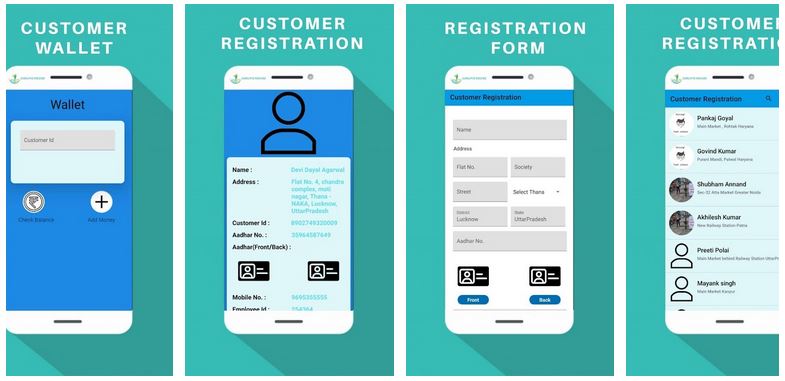 CUSTOMER
WALLET
Wallet
Customer Id
Check Balance
Add Money
CUSTOMER
REGISTRATION
Name :
Devi Dayal Agarwal
Address :
Flat No. 4, chandra
complex, moti
nagar, Thana -
NAKA, Lucknow,
UttarPradesh
Customer Id :
8902749320009
Aadhar No. :
35964587649
Aadhar(Front/Back) :
Mobile No. :
9695355555
Employee Id :
254364
REGISTRATION
FORM
Customer Registration
Name
Address
Flat No.
Society
Street
Select Thana
District
Lucknow
State
UttarPradesh
Aadhar No.
Front
Back
CUSTOMER
REGISTRATIO
Customer Registration
Pankaj Goyal
Main Market , Rohtak Haryana
Govind Kumar
Purani Mandi, Palwal Haryana
Shubham Annand
Sec-32 Atta Market Greater Noida
Akhilesh Kumar
New Railway Station Patna
Preeti Polai
Main Market behind Railway Station UttarPr
Mayank singh
Main Market Kanpur